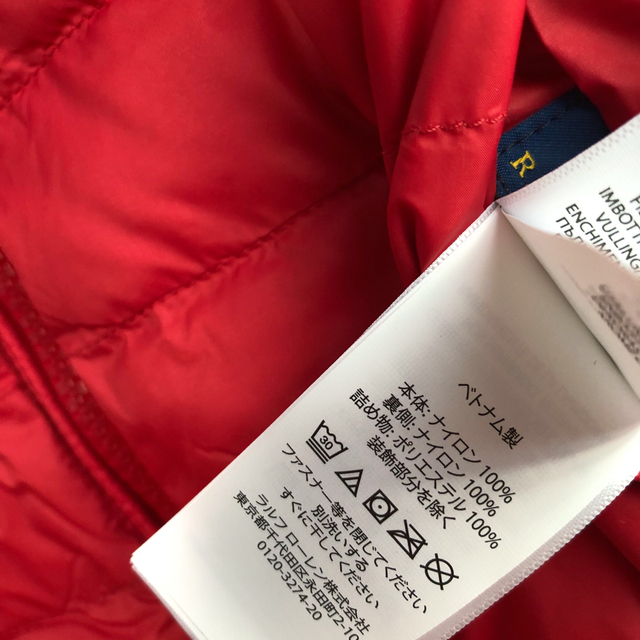 R
IMBOTT
VULLING
ENCHIME
ベトナム製
本体: ナイロン 100%
裏側: ナイロン 100%
詰め物: ポリエステル 100%
装飾部分を除く
30
ファスナー等を閉じてください
別洗いする
すぐに干してください
ラルフ ローレン株式会社
東京都千代田区永田町2-10
0120-3274-20